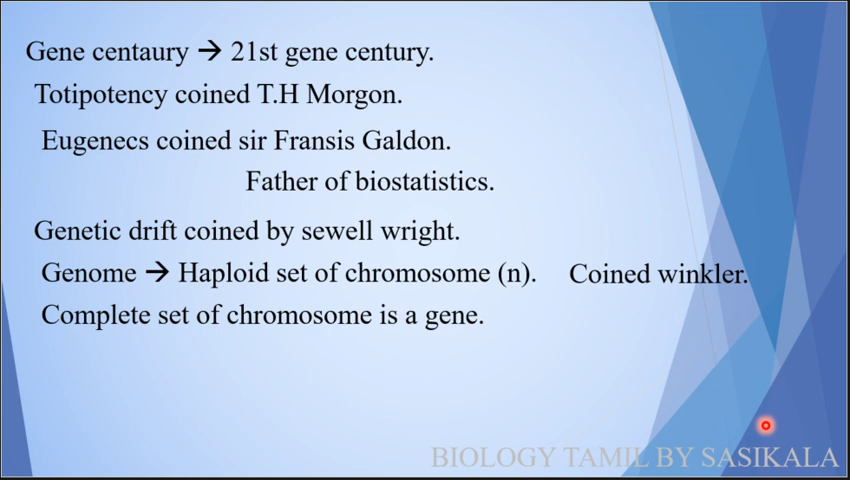 Gene centaury → 21st gene century.
Totipotency coined T.H Morgon.
Eugenecs coined sir Fransis Galdon.
Father of biostatistics.
Genetic drift coined by sewell wright.
Genome → Haploid set of chromosome (n). Coined winkler.
Complete set of chromosome is a gene.
BIOLOGY TAMIL BY SASIKALA